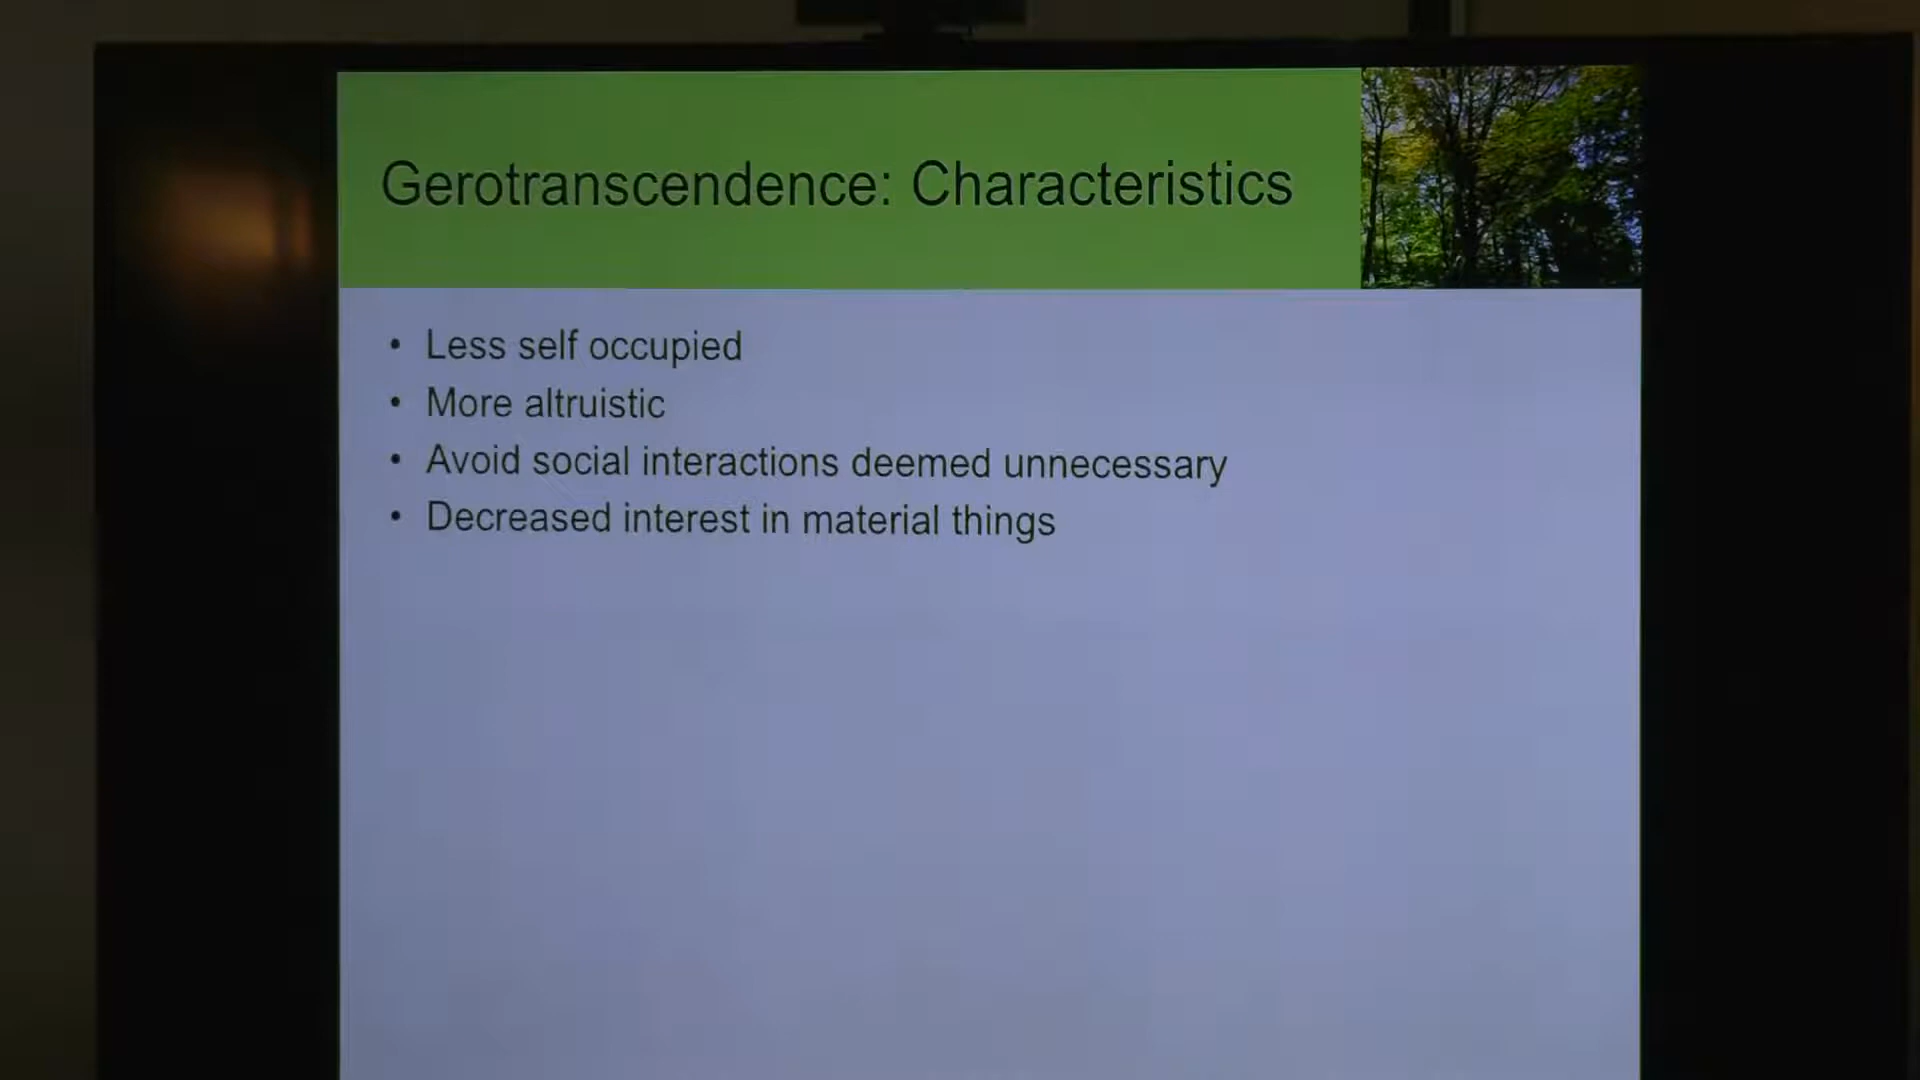 Gerotranscendence: Characteristics
• Less self occupied
• More altruistic
• Avoid social interactions deemed unnecessary
• Decreased interest in material things